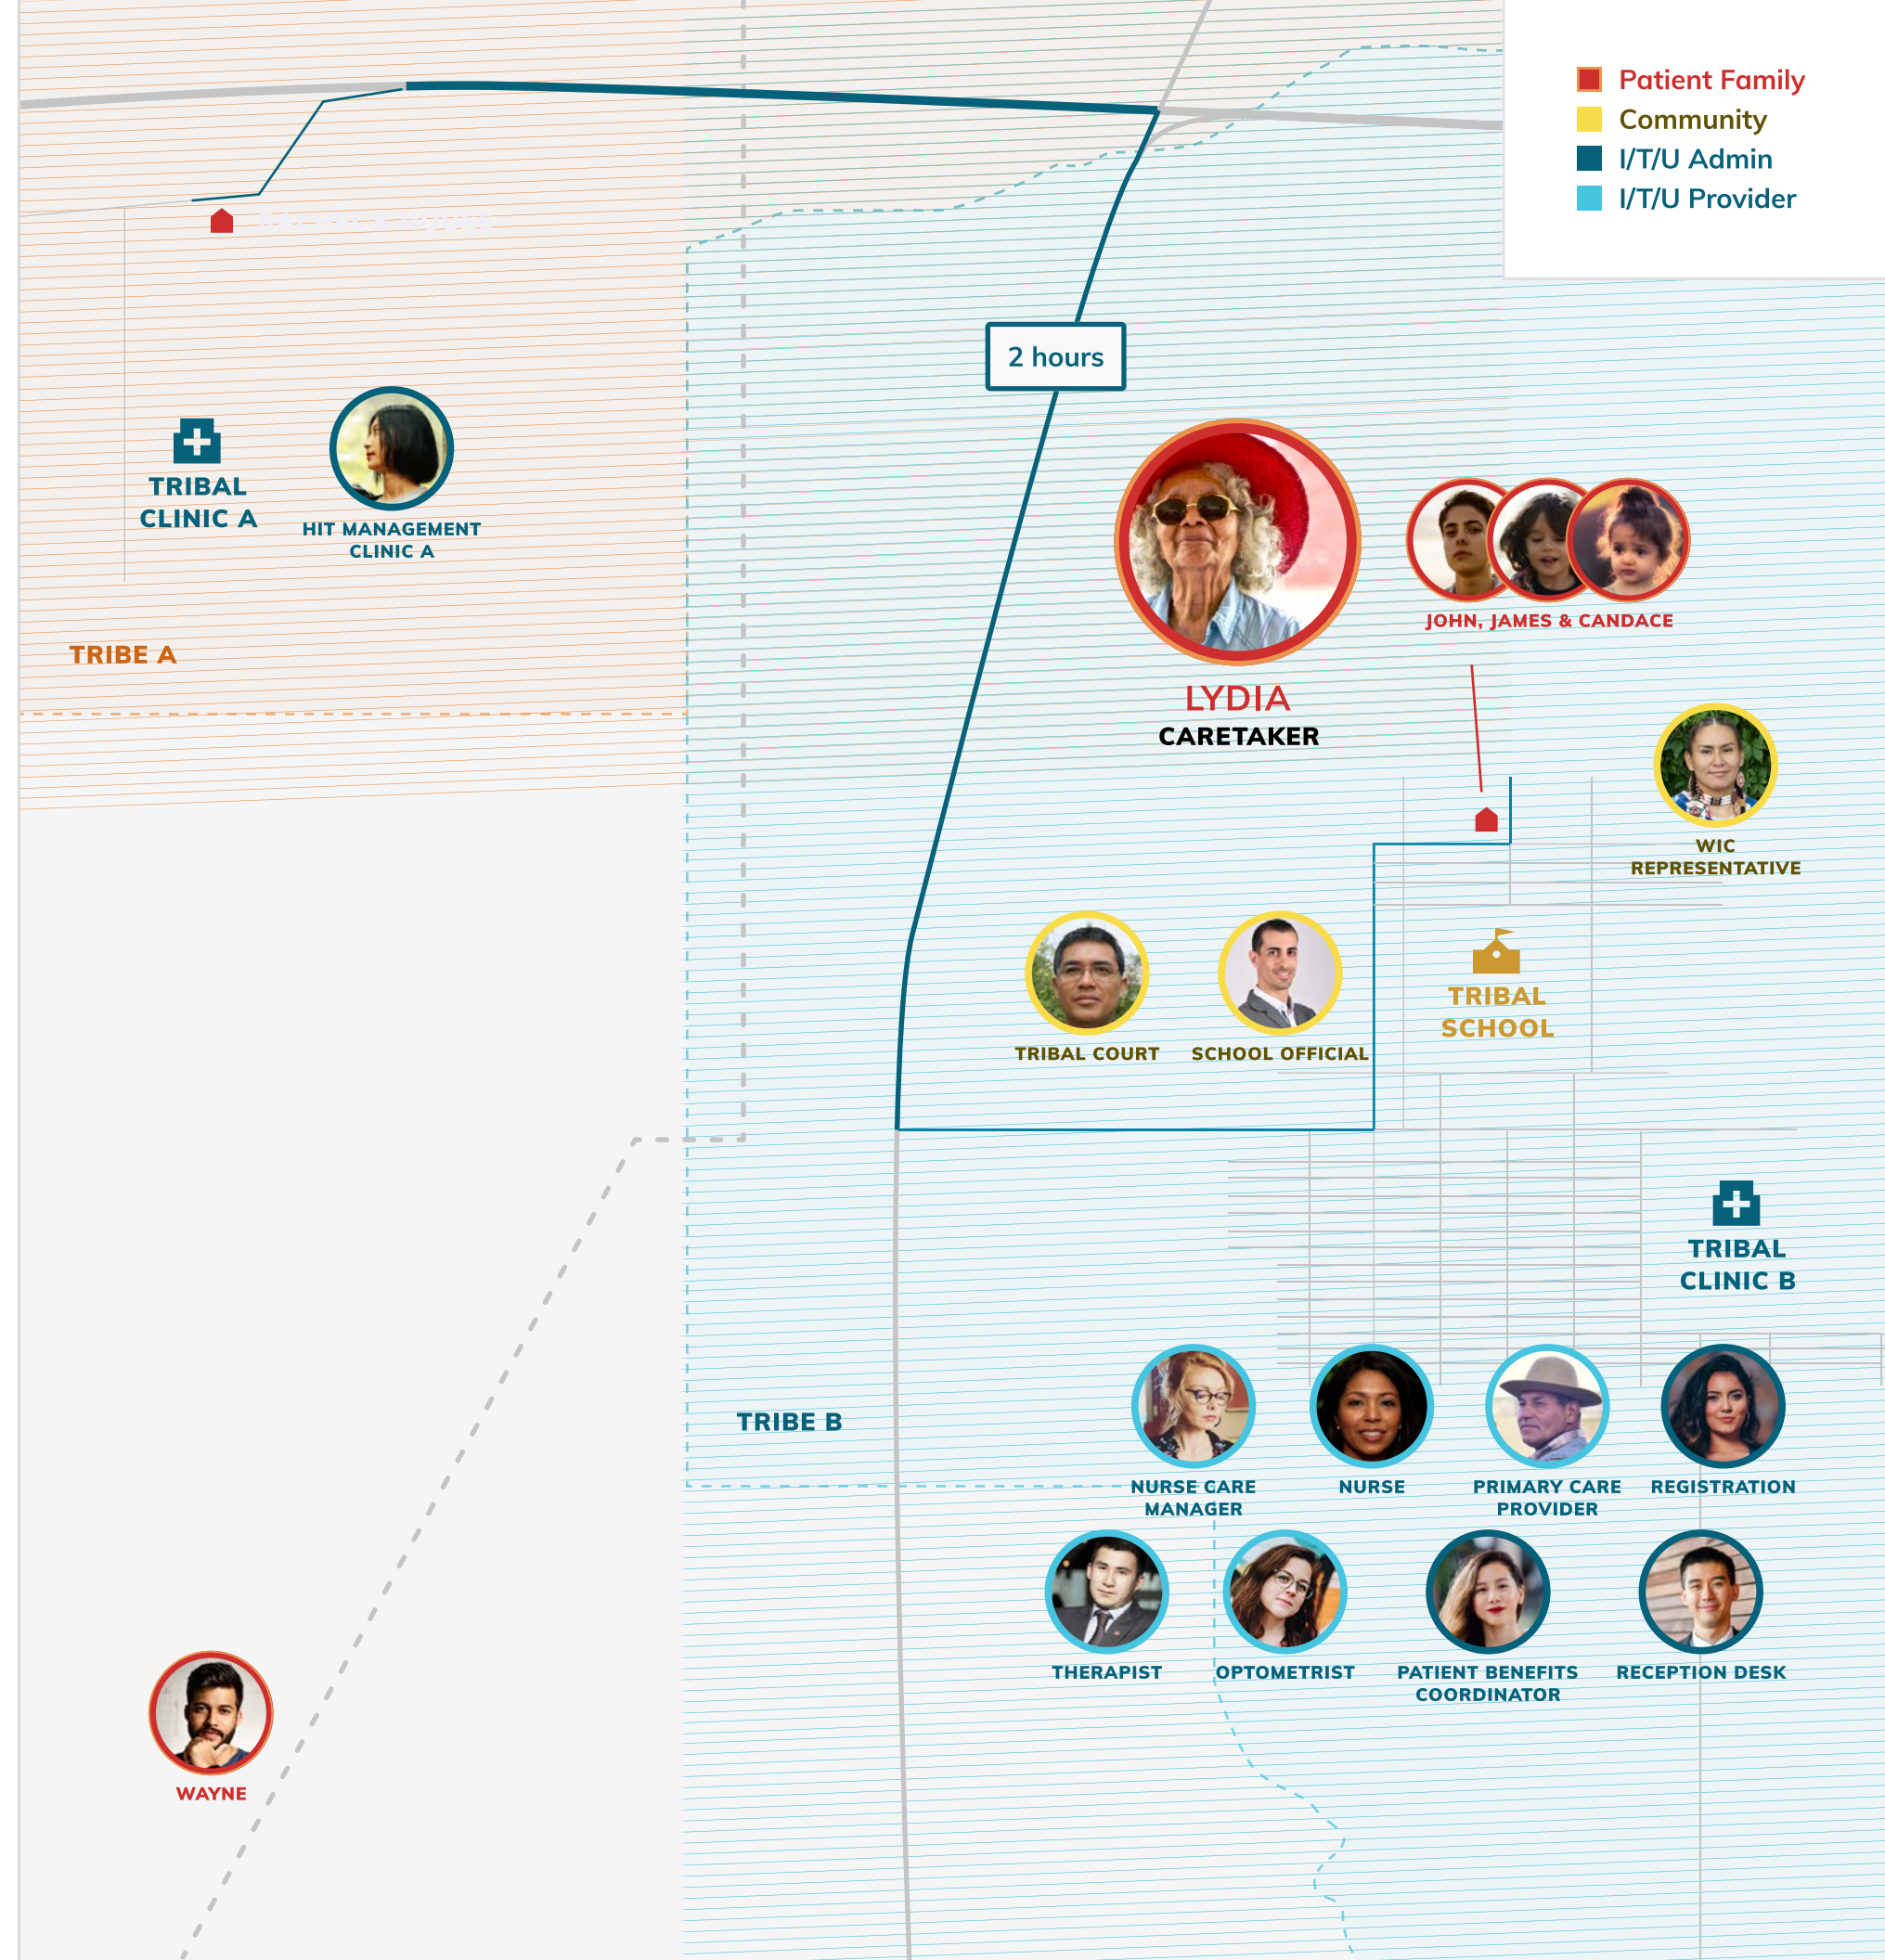 Patient Family
Community
I/T/U Admin
I/T/U Provider
2 hours
TRIBAL
CLINIC A
HIT MANAGEMENT
CLINIC A
TRIBE A
LYDIA
CARETAKER
JOHN, JAMES & CANDACE
WIC
REPRESENTATIVE
TRIBAL COURT
SCHOOL OFFICIAL
TRIBAL
SCHOOL
TRIBAL
CLINIC B
TRIBE B
NURSE CARE
MANAGER
NURSE
PRIMARY CARE
PROVIDER
REGISTRATION
THERAPIST
OPTOMETRIST
PATIENT BENEFITS
COORDINATOR
RECEPTION DESK
WAYNE